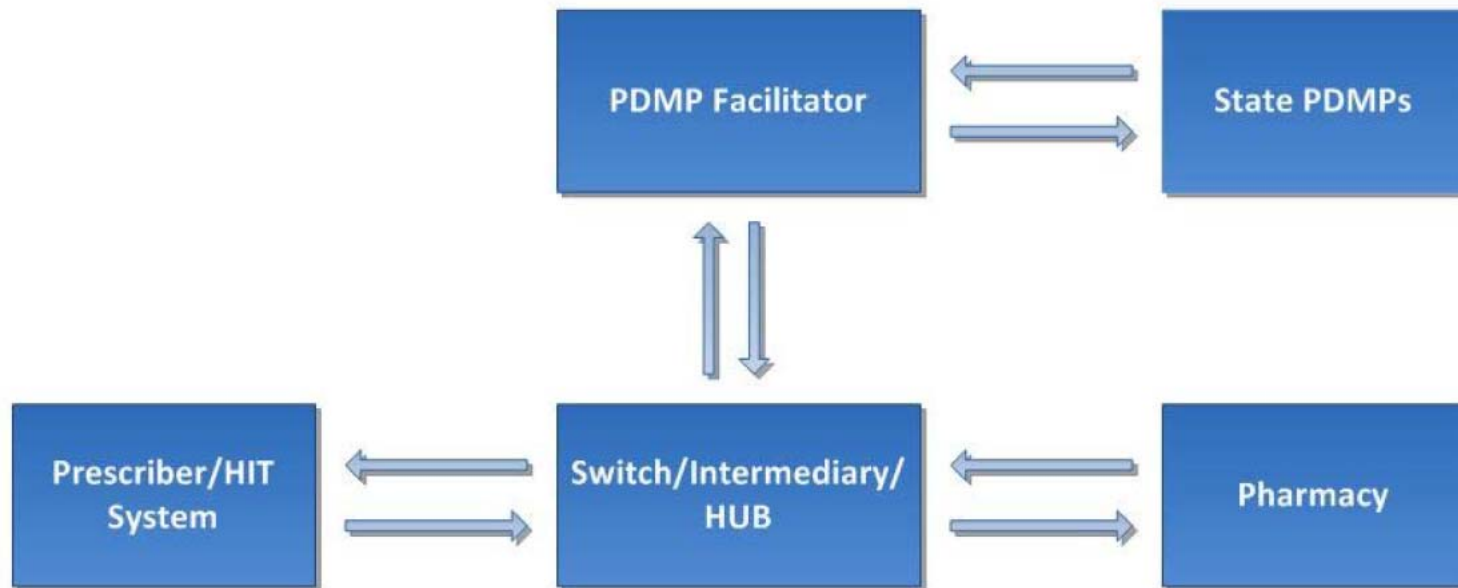 PDMP Facilitator
State PDMPs
Prescriber/HIT
System
Switch/Intermediary/
HUB
Pharmacy